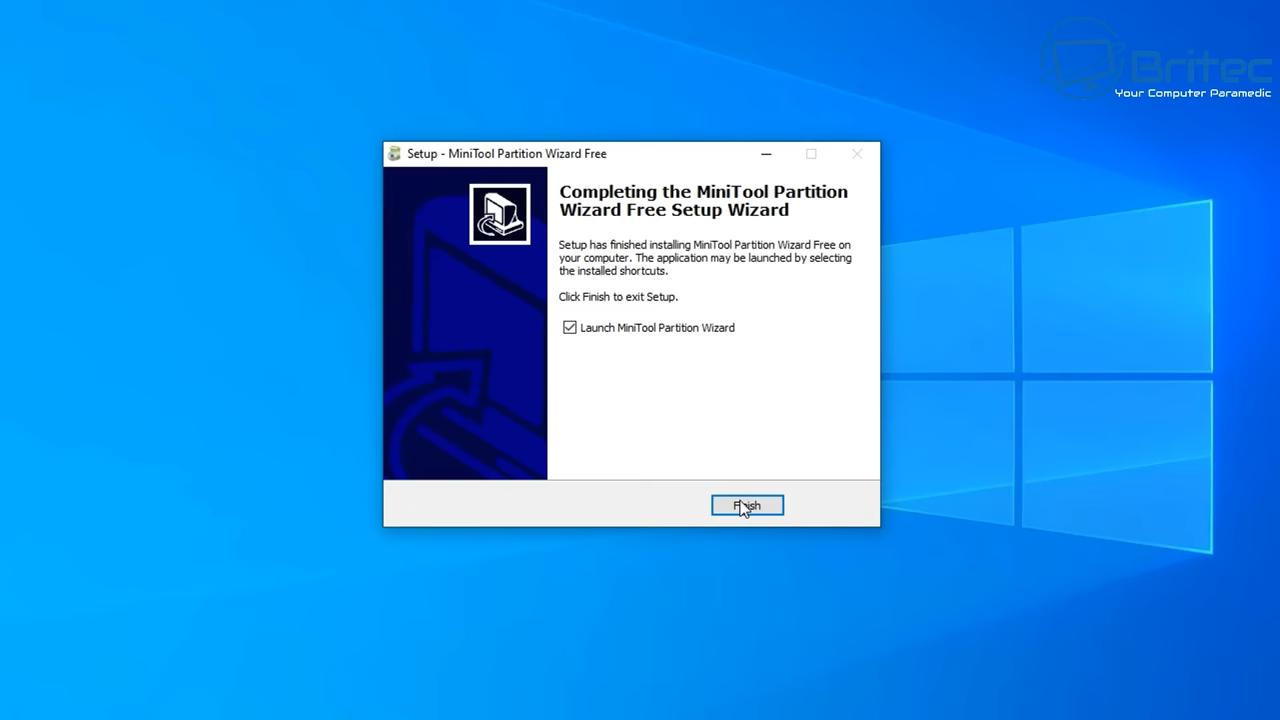 Britec
Your Computer Paramedic
Setup - MiniTool Partition Wizard Free
Completing the MiniTool Partition
Wizard Free Setup Wizard
Setup has finished installing MiniTool Partition Wizard Free on
your computer. The application may be launched by selecting
the installed shortcuts.
Click Finish to exit Setup.
Launch MiniTool Partition Wizard
Finish